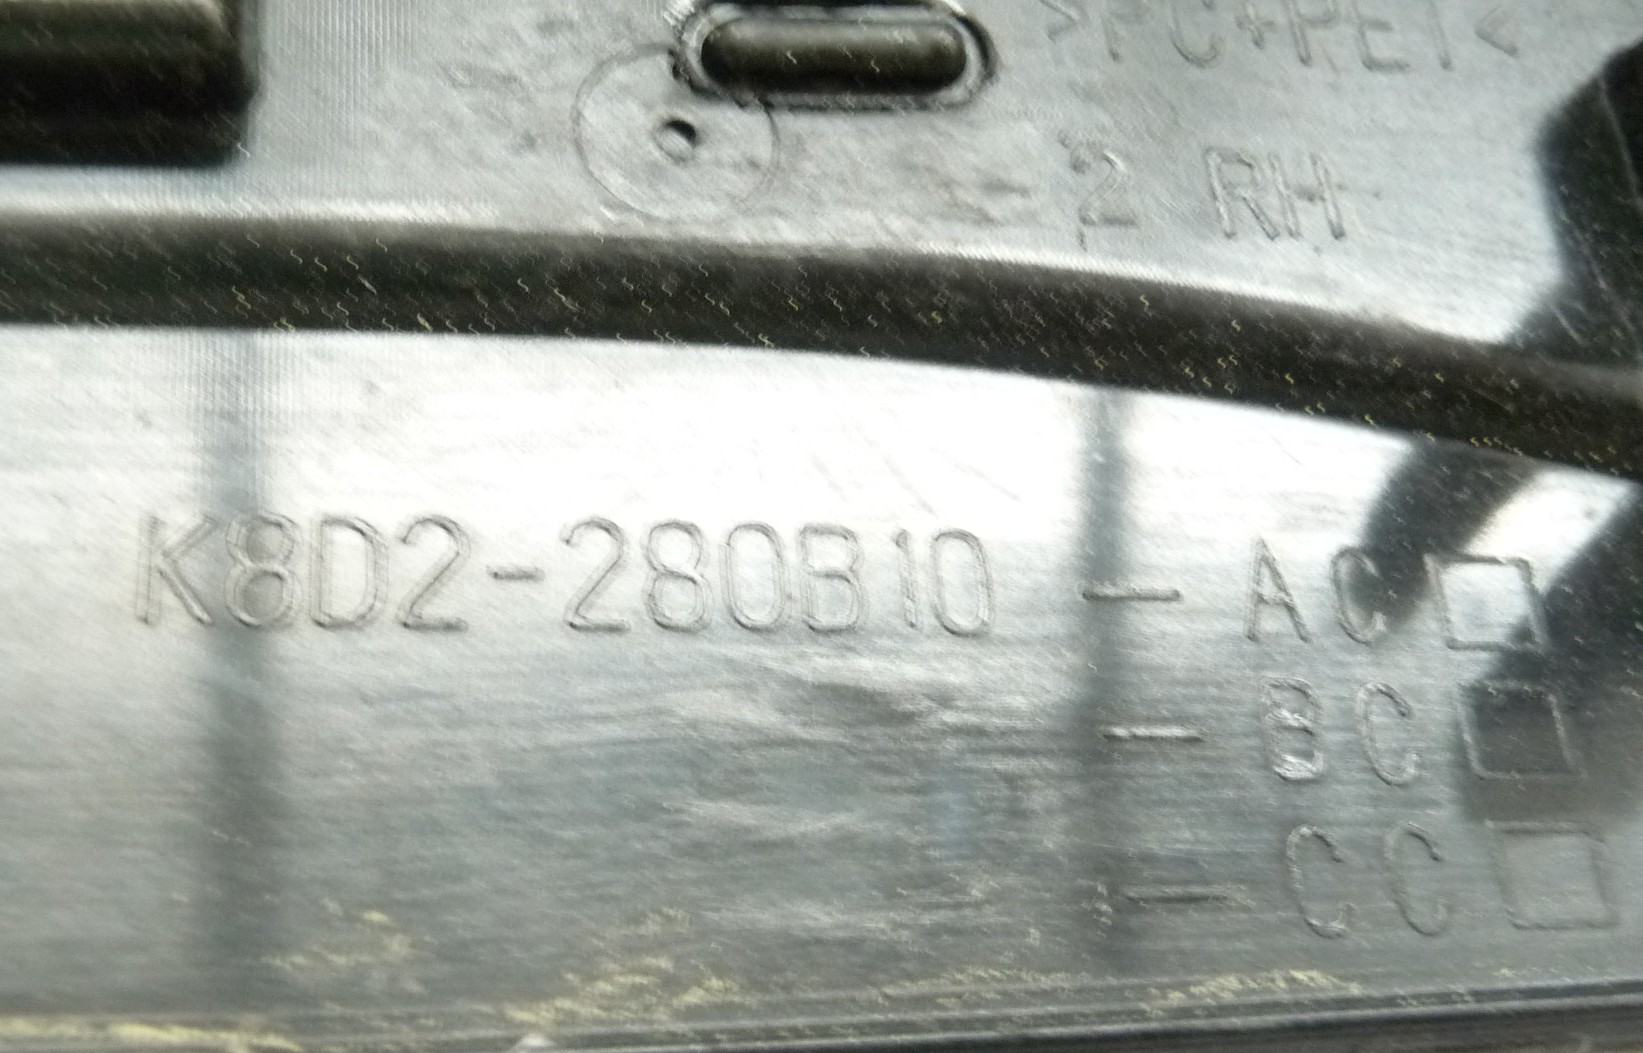 >PC+PET<
2 RH
K8D2-280B10 - AC
- BC
- CC